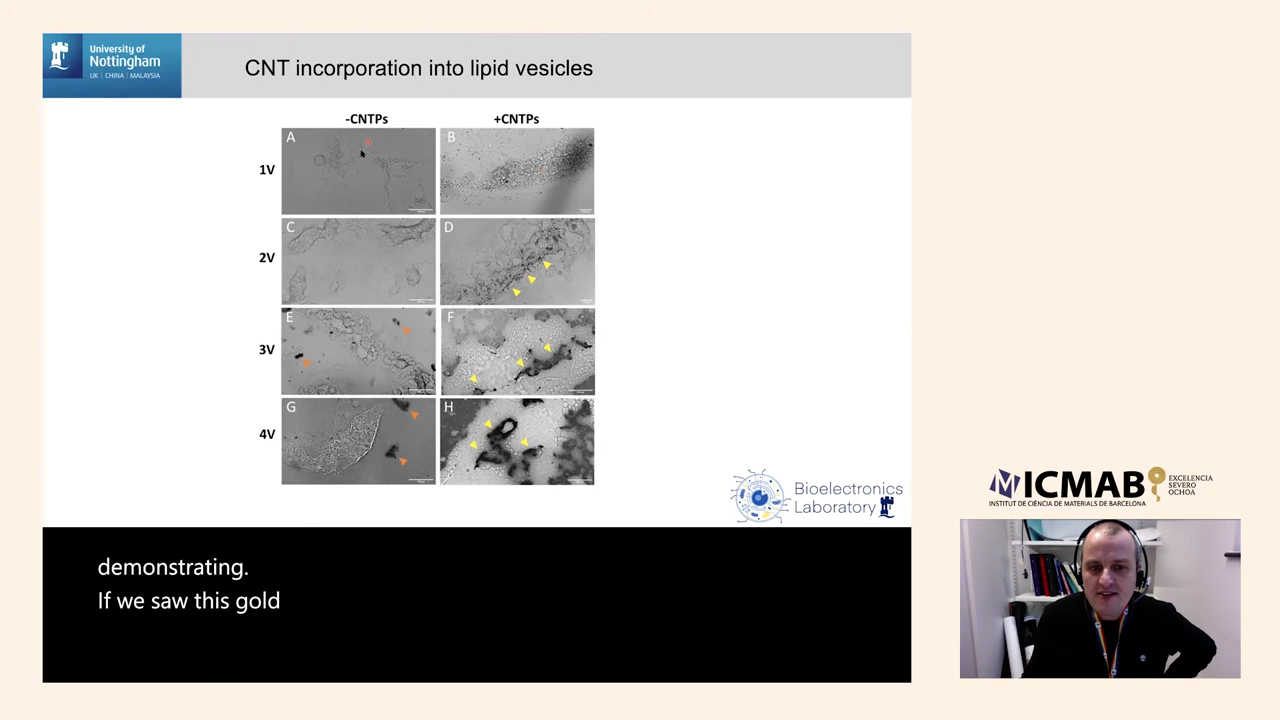 University of
Nottingham
UK | CHINA | MALAYSIA
CNT incorporation into lipid vesicles
-CNTPs
+CNTPs
1V
A
B
2V
C
D
3V
E
F
4V
G
H
Bioelectronics
Laboratory
demonstrating.
If we saw this gold
ICMAB
INSTITUT DE CIÈNCIA DE MATERIALS DE BARCELONA
EXCELENCIA
SEVERO
OCHOA